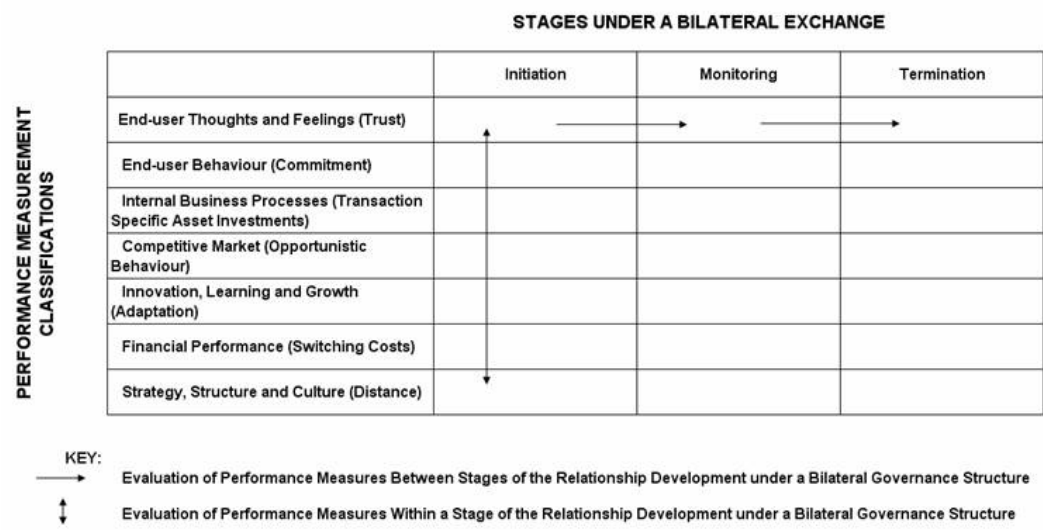 STAGES UNDER A BILATERAL EXCHANGE
Initiation
Monitoring
Termination
PERFORMANCE MEASUREMENT
CLASSIFICATIONS
End-user Thoughts and Feelings (Trust)
End-user Behaviour (Commitment)
Internal Business Processes (Transaction
Specific Asset Investments)
Competitive Market (Opportunistic
Behaviour)
Innovation, Learning and Growth
(Adaptation)
Financial Performance (Switching Costs)
Strategy, Structure and Culture (Distance)
KEY:
Evaluation of Performance Measures Between Stages of the Relationship Development under a Bilateral Governance Structure
Evaluation of Performance Measures Within a Stage of the Relationship Development under a Bilateral Governance Structure